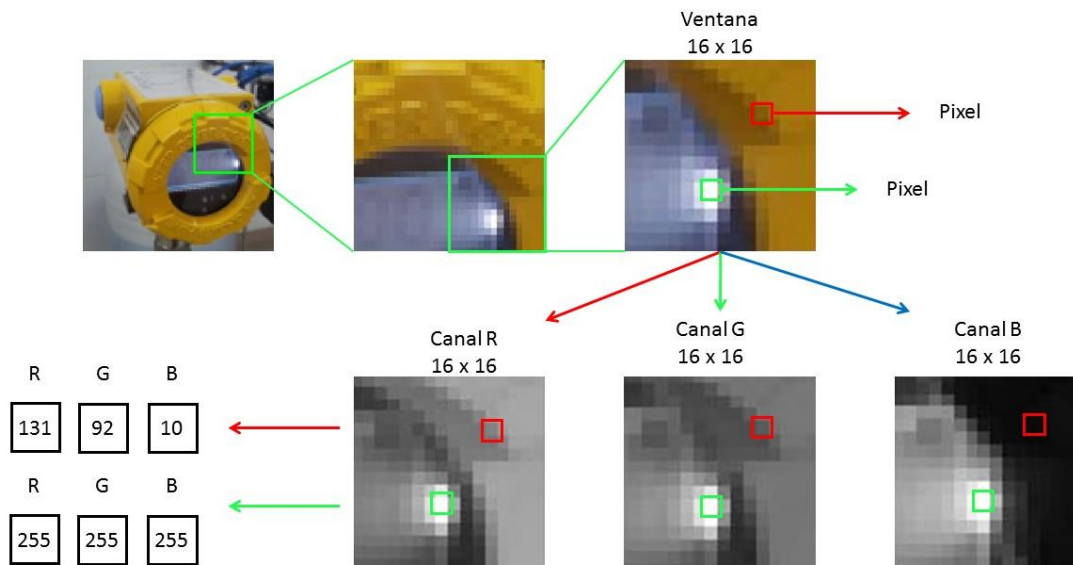 Ventana
16 x 16
Pixel
Pixel
Canal R
16 x 16
Canal G
16 x 16
Canal B
16 x 16
R G B
131 92 10
R G B
255 255 255